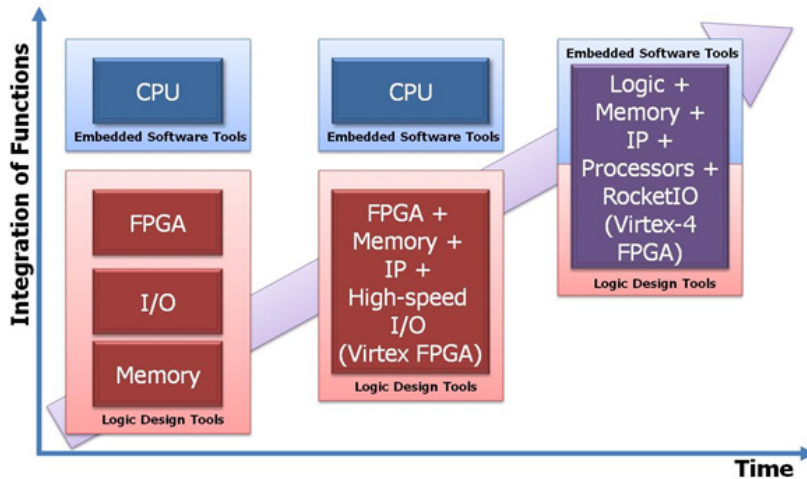 Integration of Functions
CPU
Embedded Software Tools
FPGA
I/O
Memory
Logic Design Tools
CPU
Embedded Software Tools
FPGA +
Memory +
IP +
High-speed
I/O
(Virtex FPGA)
Logic Design Tools
Embedded Software Tools
Logic +
Memory +
IP +
Processors +
RocketIO
(Virtex-4
FPGA)
Logic Design Tools
Time